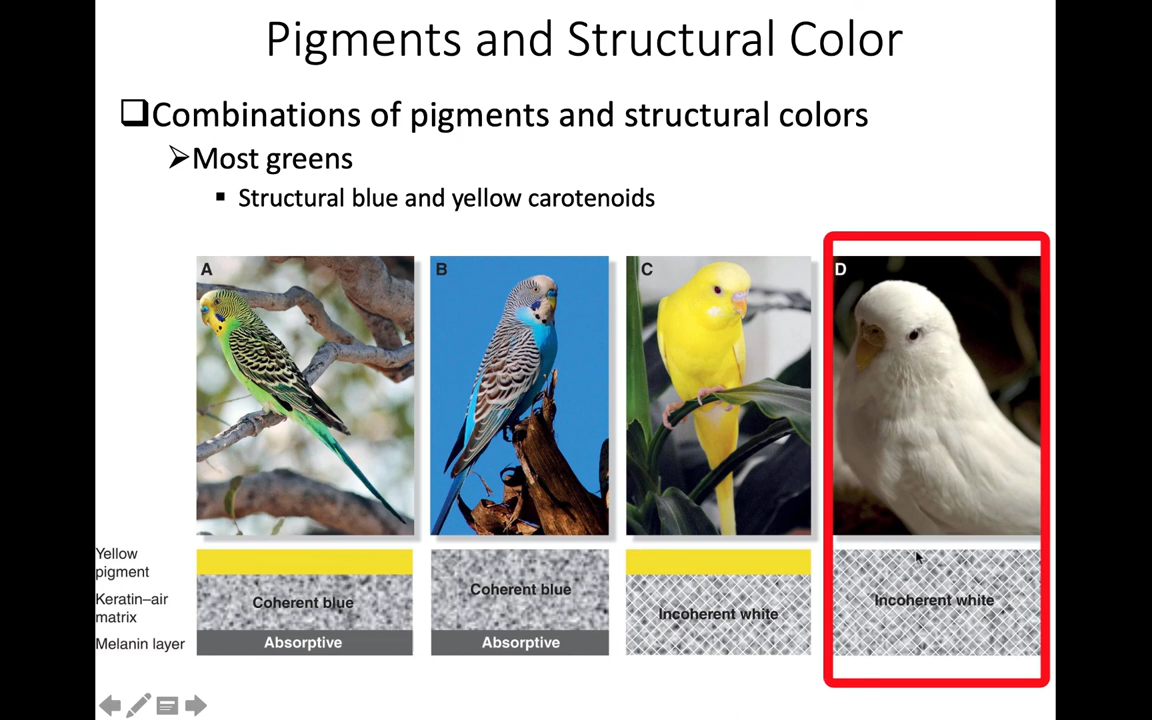 Pigments and Structural Color
Combinations of pigments and structural colors
Most greens
Structural blue and yellow carotenoids
A
B
C
D
Yellow
pigment
Keratin–air
matrix
Melanin layer
Coherent blue
Absorptive
Coherent blue
Absorptive
Incoherent white
Incoherent white